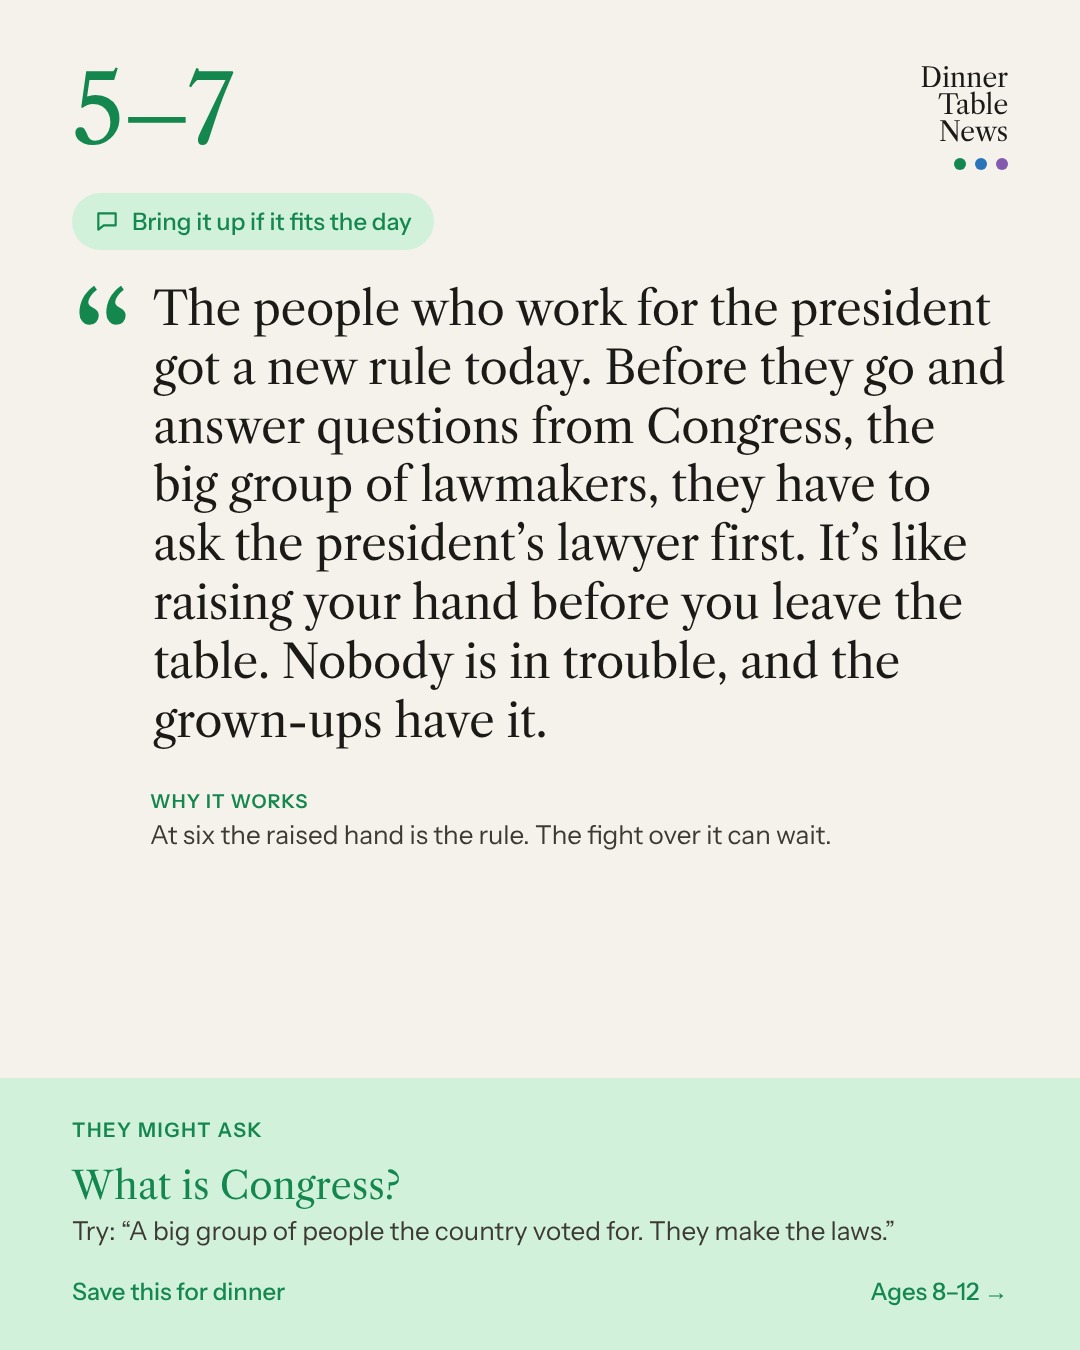 5–7
Dinner
Table
News
Bring it up if it fits the day
“ The people who work for the president
got a new rule today. Before they go and
answer questions from Congress, the
big group of lawmakers, they have to
ask the president’s lawyer first. It’s like
raising your hand before you leave the
table. Nobody is in trouble, and the
grown-ups have it.
WHY IT WORKS
At six the raised hand is the rule. The fight over it can wait.
THEY MIGHT ASK
What is Congress?
Try: “A big group of people the country voted for. They make the laws.”
Save this for dinner
Ages 8–12 →